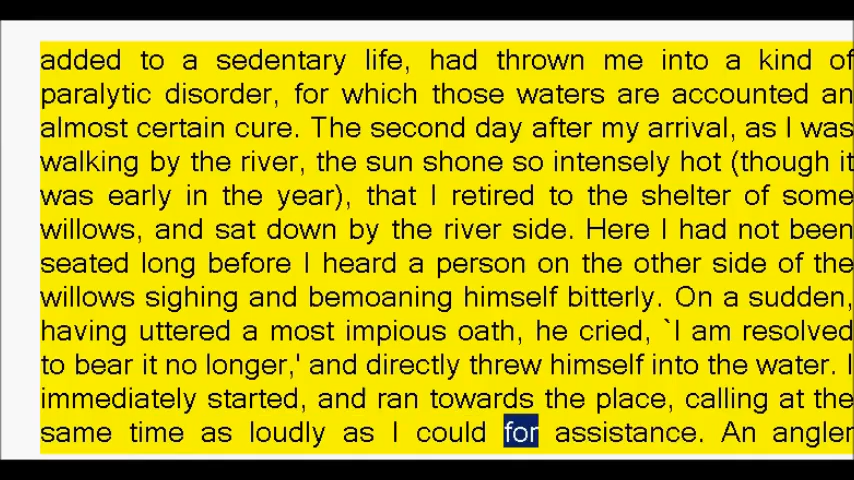 added to a sedentary life, had thrown me into a kind of
paralytic disorder, for which those waters are accounted an
almost certain cure. The second day after my arrival, as I was
walking by the river, the sun shone so intensely hot (though it
was early in the year), that I retired to the shelter of some
willows, and sat down by the river side. Here I had not been
seated long before I heard a person on the other side of the
willows sighing and bemoaning himself bitterly. On a sudden,
having uttered a most impious oath, he cried, `I am resolved
to bear it no longer,' and directly threw himself into the water. I
immediately started, and ran towards the place, calling at the
same time as loudly as I could for assistance. An angler